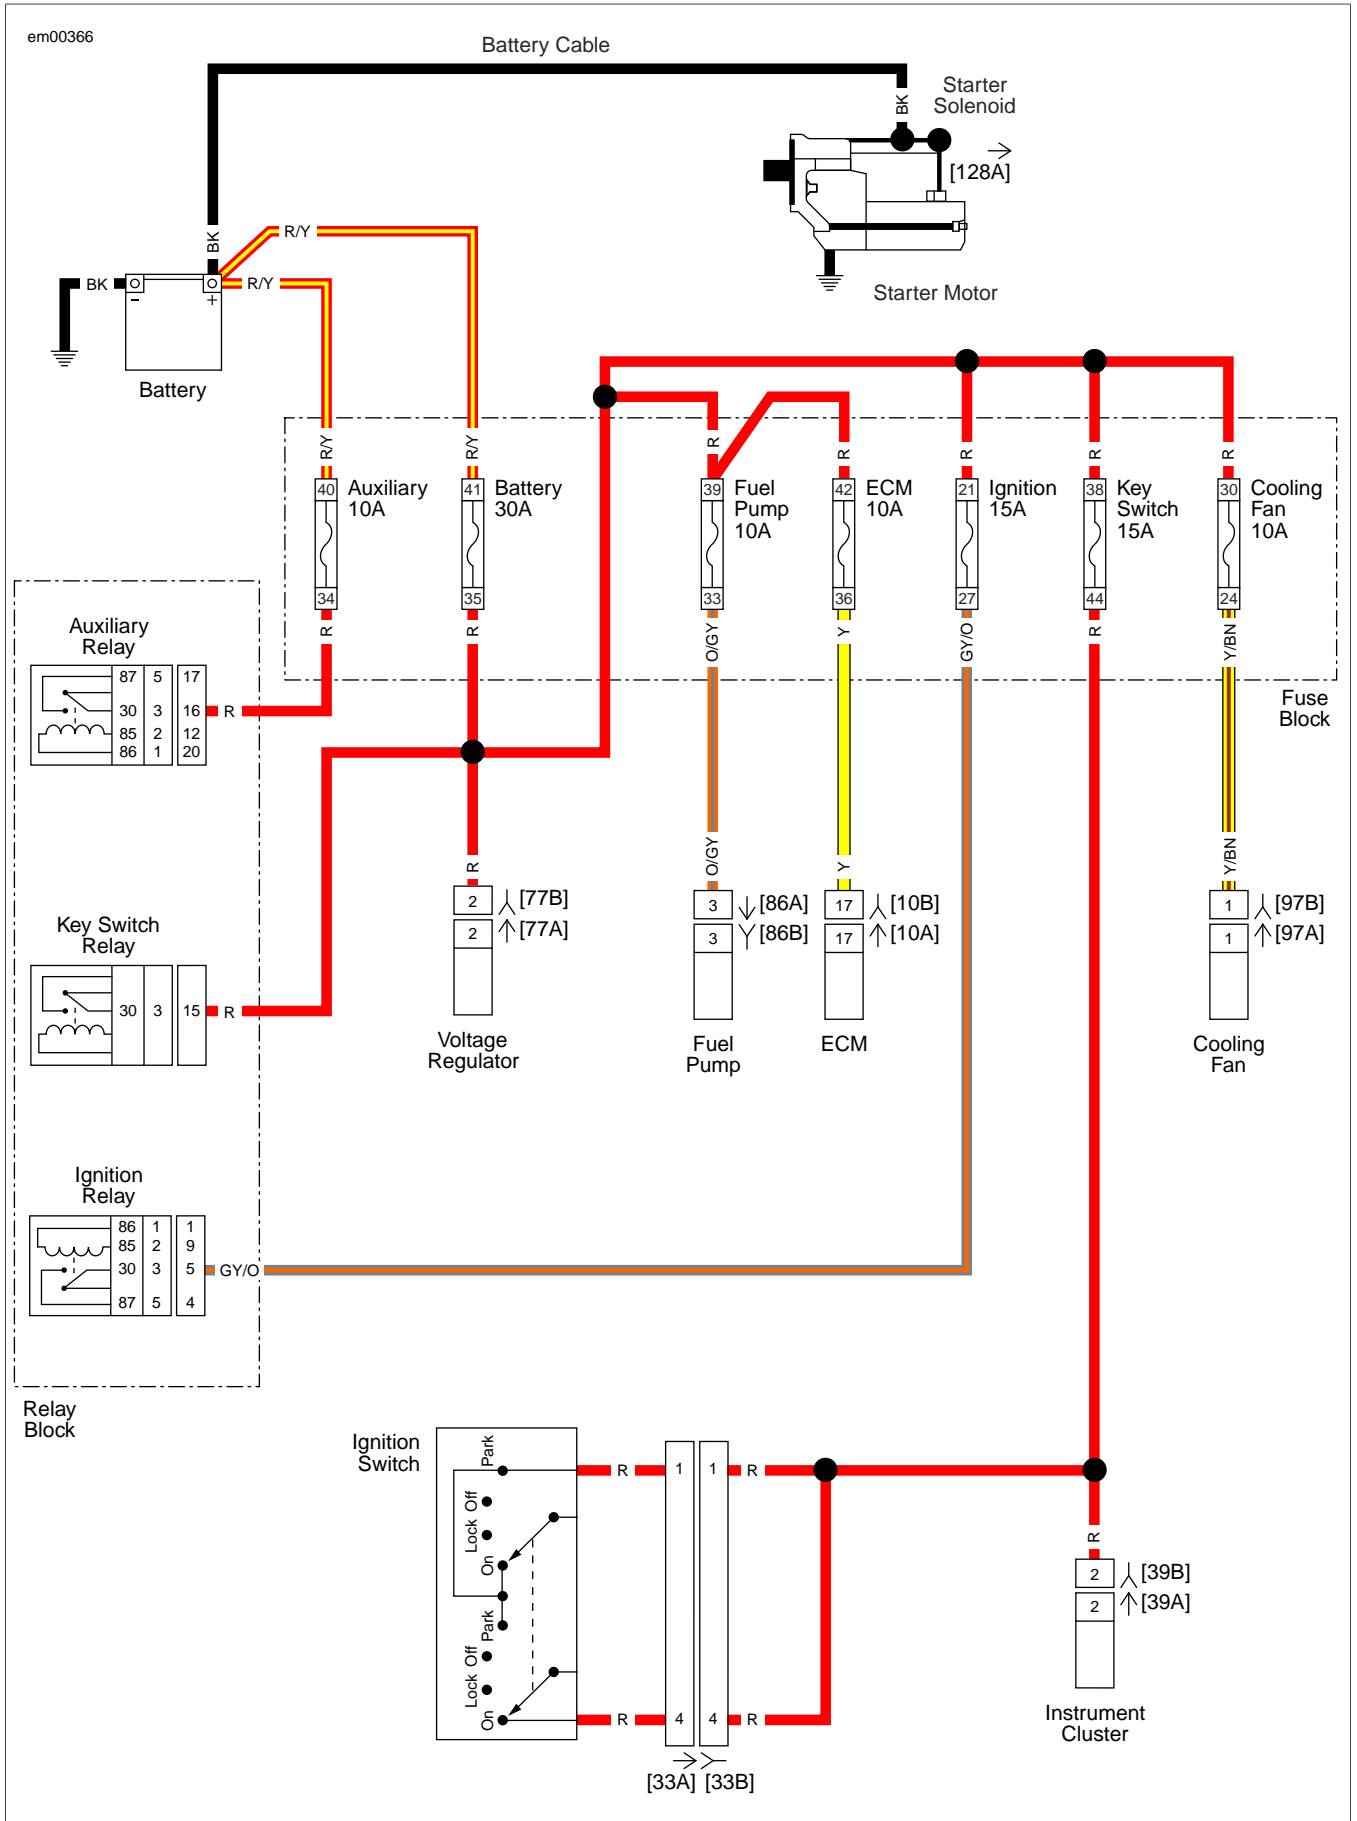 em00366
Battery Cable
BK
Starter
Solenoid
[128A]
Starter Motor
BK
R/Y
BK
R/Y
-
+
Battery
R/Y
R/Y
R
R
R
R
R
40
Auxiliary
10A
41
Battery
30A
39
Fuel
Pump
10A
42
ECM
10A
21
Ignition
15A
38
Key
Switch
15A
30
Cooling
Fan
10A
34
35
33
36
27
44
24
R
R
O/GY
Y
GY/O
R
Y/BN
Fuse
Block
Auxiliary
Relay
87 5 17
30 3 16
85 2 12
86 1 20
R
R
O/GY
Y
Y/BN
2 [77B]
2 [77A]
Voltage
Regulator
3 [86A]
3 [86B]
Fuel
Pump
17 [10B]
17 [10A]
ECM
1 [97B]
1 [97A]
Cooling
Fan
Key Switch
Relay
30 3 15
R
Ignition
Relay
86 1 1
85 2 9
30 3 5
87 5 4
GY/O
Relay
Block
Ignition
Switch
Park
Off
Lock
On
Park
Off
Lock
On
R
1
1
R
R
4
4
R
[33A] [33B]
R
2 [39B]
2 [39A]
Instrument
Cluster